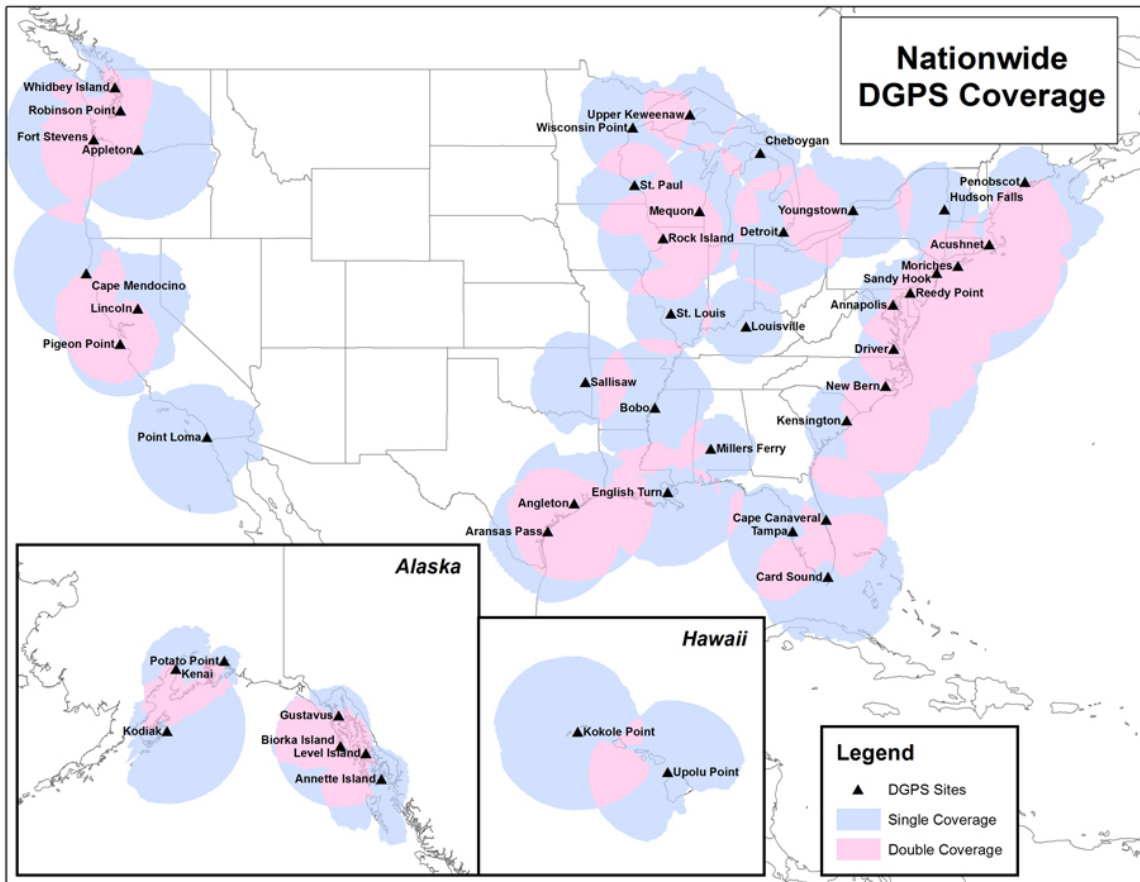 Nationwide
DGPS Coverage
Whidbey Island
Robinson Point
Fort Stevens
Appleton
Cape Mendocino
Lincoln
Pigeon Point
Point Loma
Upper Keweenaw
Wisconsin Point
Cheboygan
St. Paul
Mequon
Rock Island
Detroit
Youngstown
Penobscot
Hudson Falls
Acushnet
Moriches
Sandy Hook
Reedy Point
Annapolis
Driver
New Bern
Kensington
St. Louis
Louisville
Sallisaw
Bobo
Millers Ferry
English Turn
Angleton
Aransas Pass
Cape Canaveral
Tampa
Card Sound
Alaska
Potato Point
Kenai
Kodiak
Gustavus
Biorka Island
Level Island
Annette Island
Hawaii
Kokole Point
Upolu Point
Legend
DGPS Sites
Single Coverage
Double Coverage